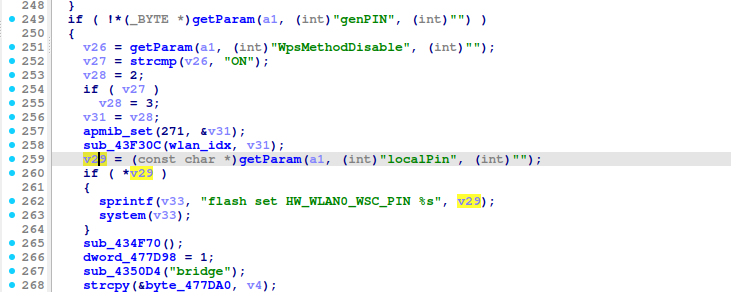 248 }
249 if ( !*(_BYTE *)getParam(a1, (int)"genPIN", (int)"") )
250 {
251 v26 = getParam(a1, (int)"WpsMethodDisable", (int)"");
252 v27 = strcmp(v26, "ON");
253 v28 = 2;
254 if ( v27 )
255 v28 = 3;
256 v31 = v28;
257 apmib_set(271, &v31);
258 sub_43F30C(wlan_idx, v31);
259 v29 = (const char *)getParam(a1, (int)"localPin", (int)"");
260 if ( *v29 )
261 {
262 sprintf(v33, "flash set HW_WLAN0_WSC_PIN %s", v29);
263 system(v33);
264 }
265 sub_434F70();
266 dword_477D98 = 1;
267 sub_4350D4("bridge");
268 strcpy(&byte_477DA0, v4);